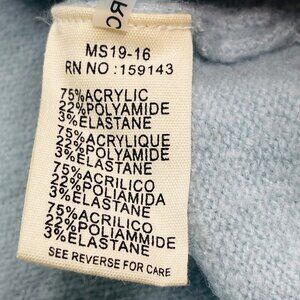 RC
MS19-16
RN NO : 159143
75%ACRYLIC
22%POLYAMIDE
3%ELASTANE
75%ACRYLIQUE
22%POLYAMIDE
3%ELASTANE
75%ACRILICO
22%POLIAMIDA
3%ELASTANE
75%ACRILICO
22%POLIAMMIDE
3%ELASTANE
SEE REVERSE FOR CARE